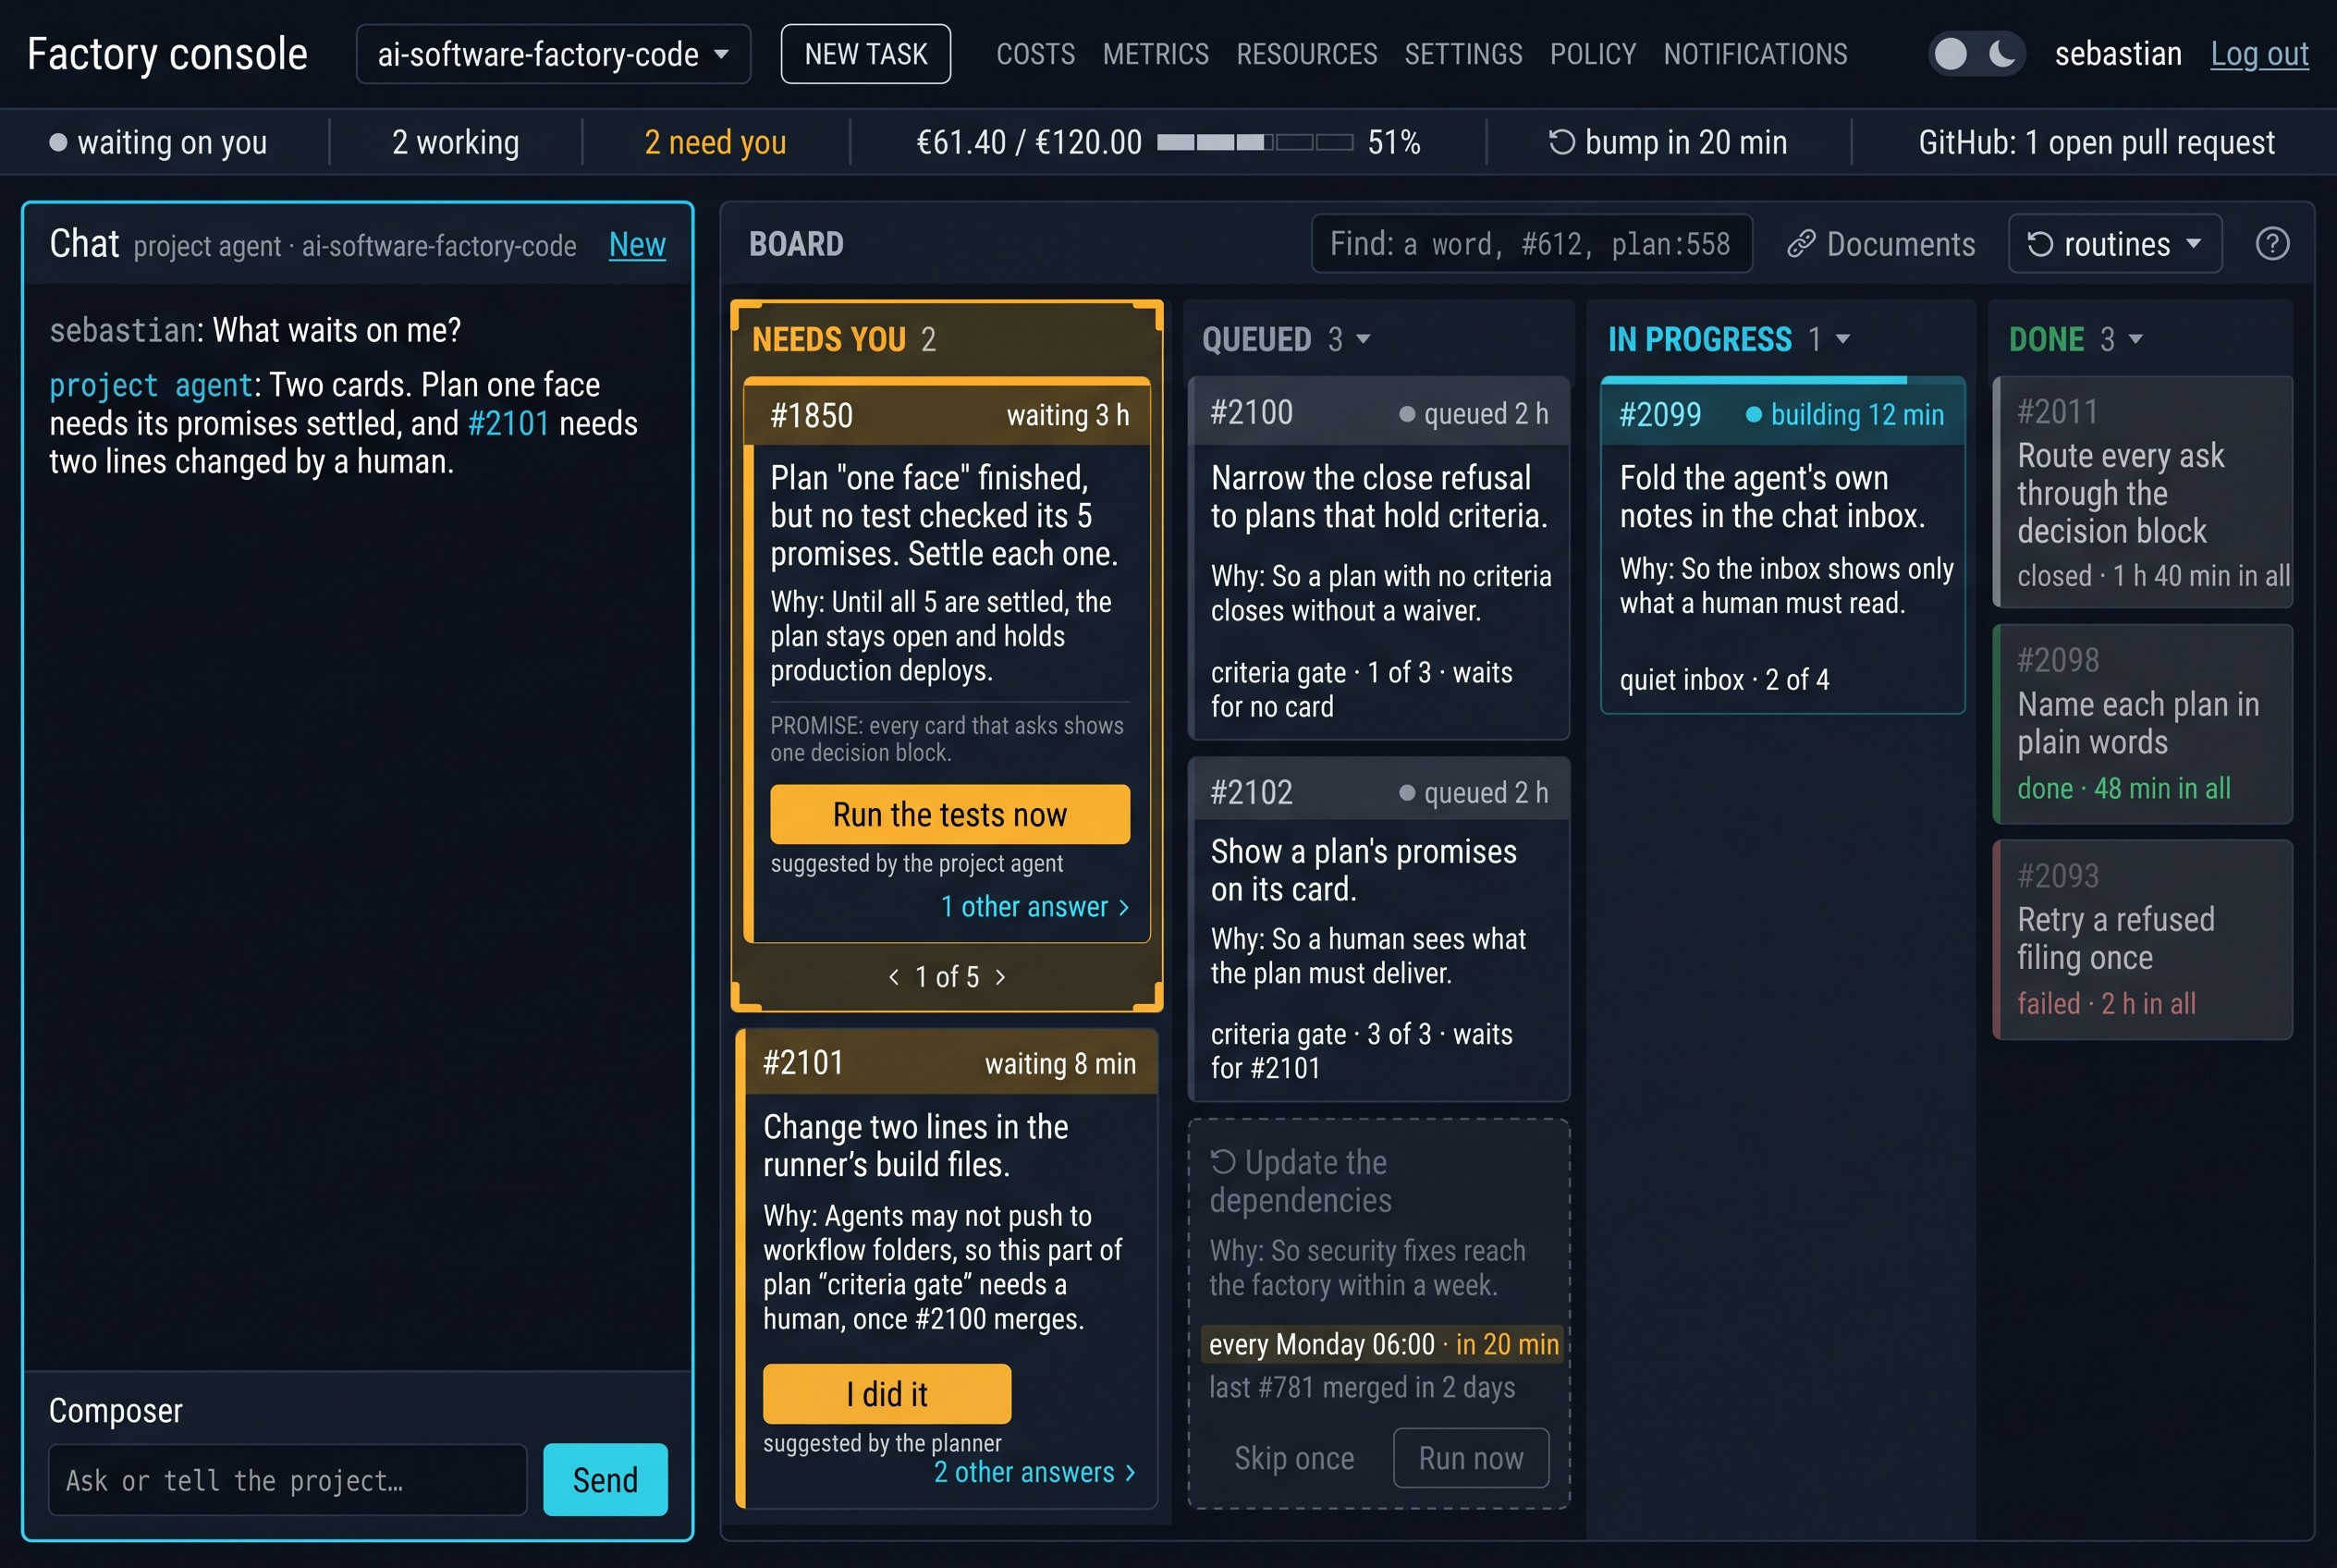 Factory console
ai-software-factory-code
NEW TASK
COSTS METRICS RESOURCES SETTINGS POLICY NOTIFICATIONS
sebastian
Log out
waiting on you
2 working
2 need you
€61.40 / €120.00 51%
bump in 20 min
GitHub: 1 open pull request
Chat project agent · ai-software-factory-code New
sebastian: What waits on me?
project agent: Two cards. Plan one face
needs its promises settled, and #2101 needs
two lines changed by a human.
Composer
Ask or tell the project…
Send
BOARD
Find: a word, #612, plan:558
Documents
routines
?
NEEDS YOU 2
#1850 waiting 3 h
Plan "one face" finished,
but no test checked its 5
promises. Settle each one.
Why: Until all 5 are settled, the
plan stays open and holds
production deploys.
PROMISE: every card that asks shows
one decision block.
Run the tests now
suggested by the project agent
1 other answer ›
‹ 1 of 5 ›
#2101 waiting 8 min
Change two lines in the
runner’s build files.
Why: Agents may not push to
workflow folders, so this part of
plan “criteria gate” needs a
human, once #2100 merges.
I did it
suggested by the planner
2 other answers ›
QUEUED 3
#2100 queued 2 h
Narrow the close refusal
to plans that hold criteria.
Why: So a plan with no criteria
closes without a waiver.
criteria gate · 1 of 3 · waits
for no card
#2102 queued 2 h
Show a plan's promises
on its card.
Why: So a human sees what
the plan must deliver.
criteria gate · 3 of 3 · waits
for #2101
Update the
dependencies
Why: So security fixes reach
the factory within a week.
every Monday 06:00 · in 20 min
last #781 merged in 2 days
Skip once
Run now
IN PROGRESS 1
#2099 building 12 min
Fold the agent's own
notes in the chat inbox.
Why: So the inbox shows only
what a human must read.
quiet inbox · 2 of 4
DONE 3
#2011
Route every ask
through the
decision block
closed · 1 h 40 min in all
#2098
Name each plan in
plain words
done · 48 min in all
#2093
Retry a refused
filing once
failed · 2 h in all